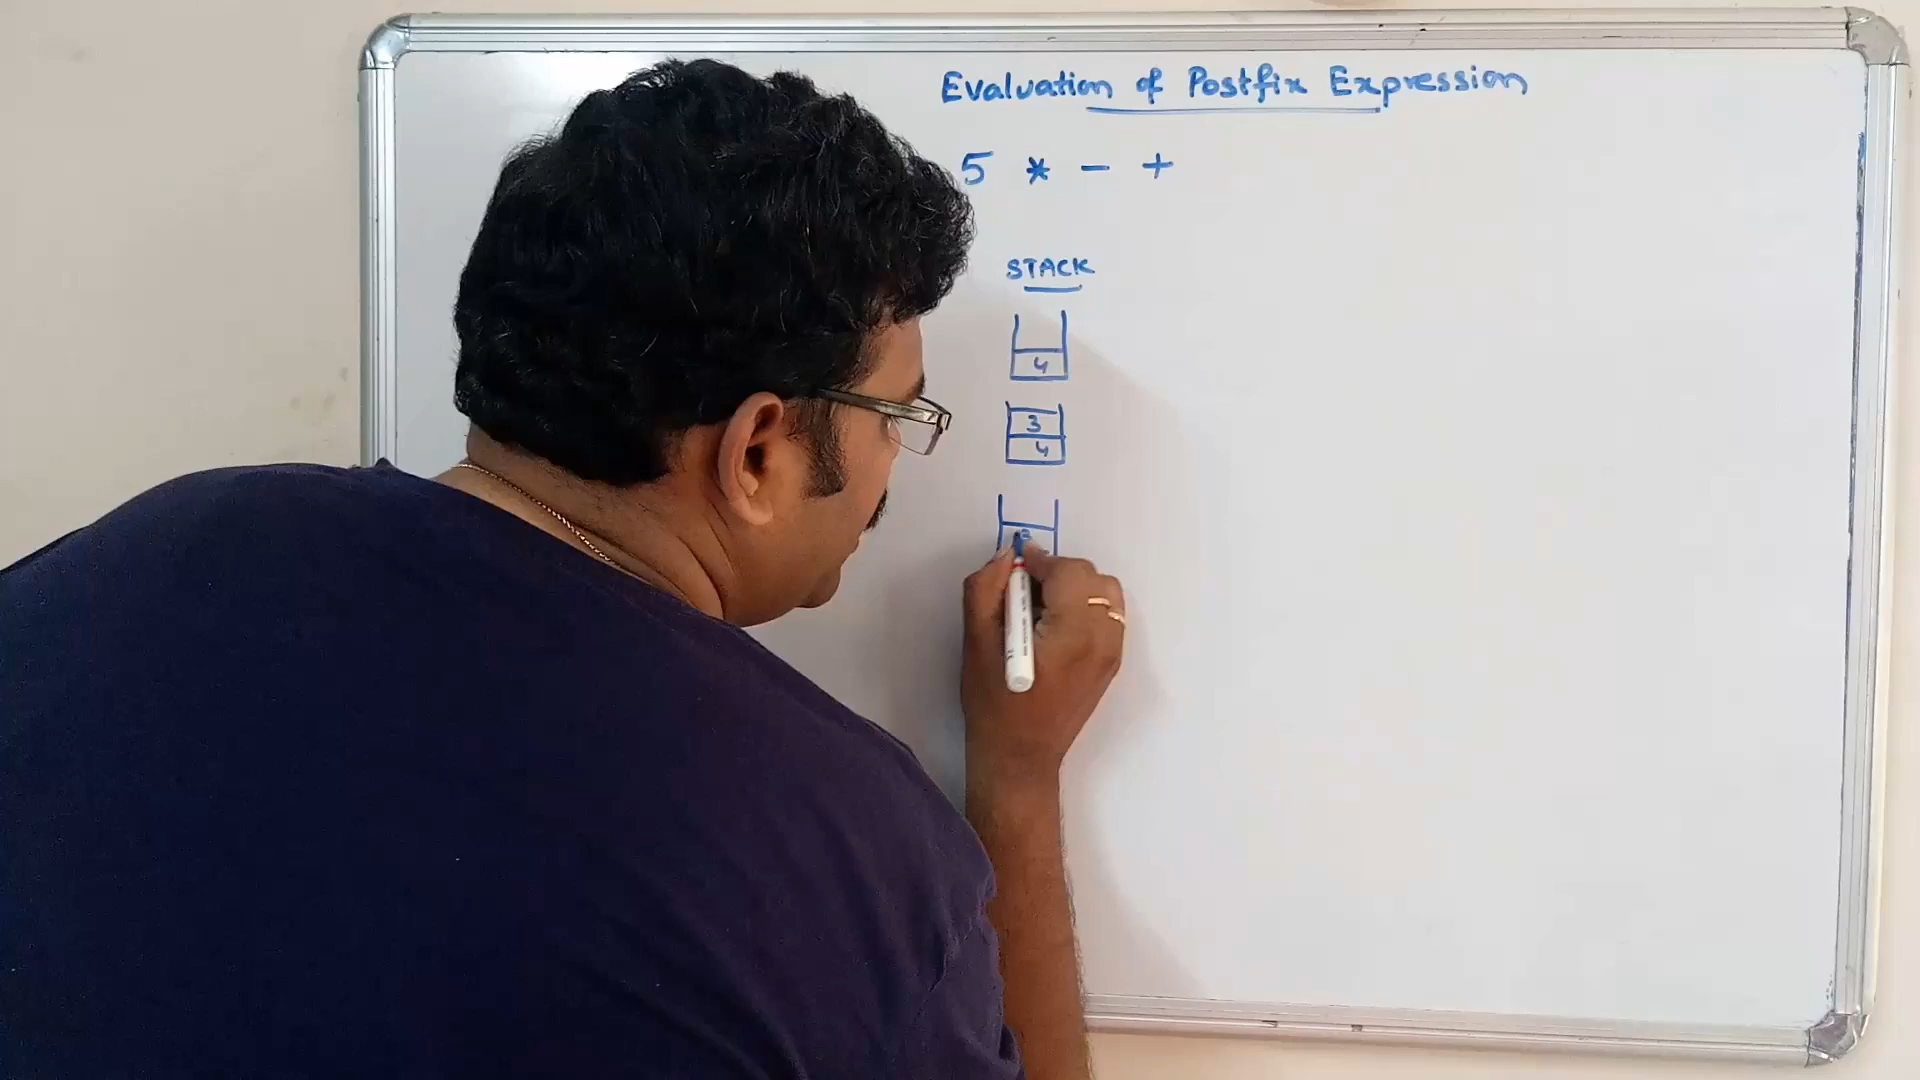 Evaluation of Postfix Expression
5 * - +
STACK
4
3
4